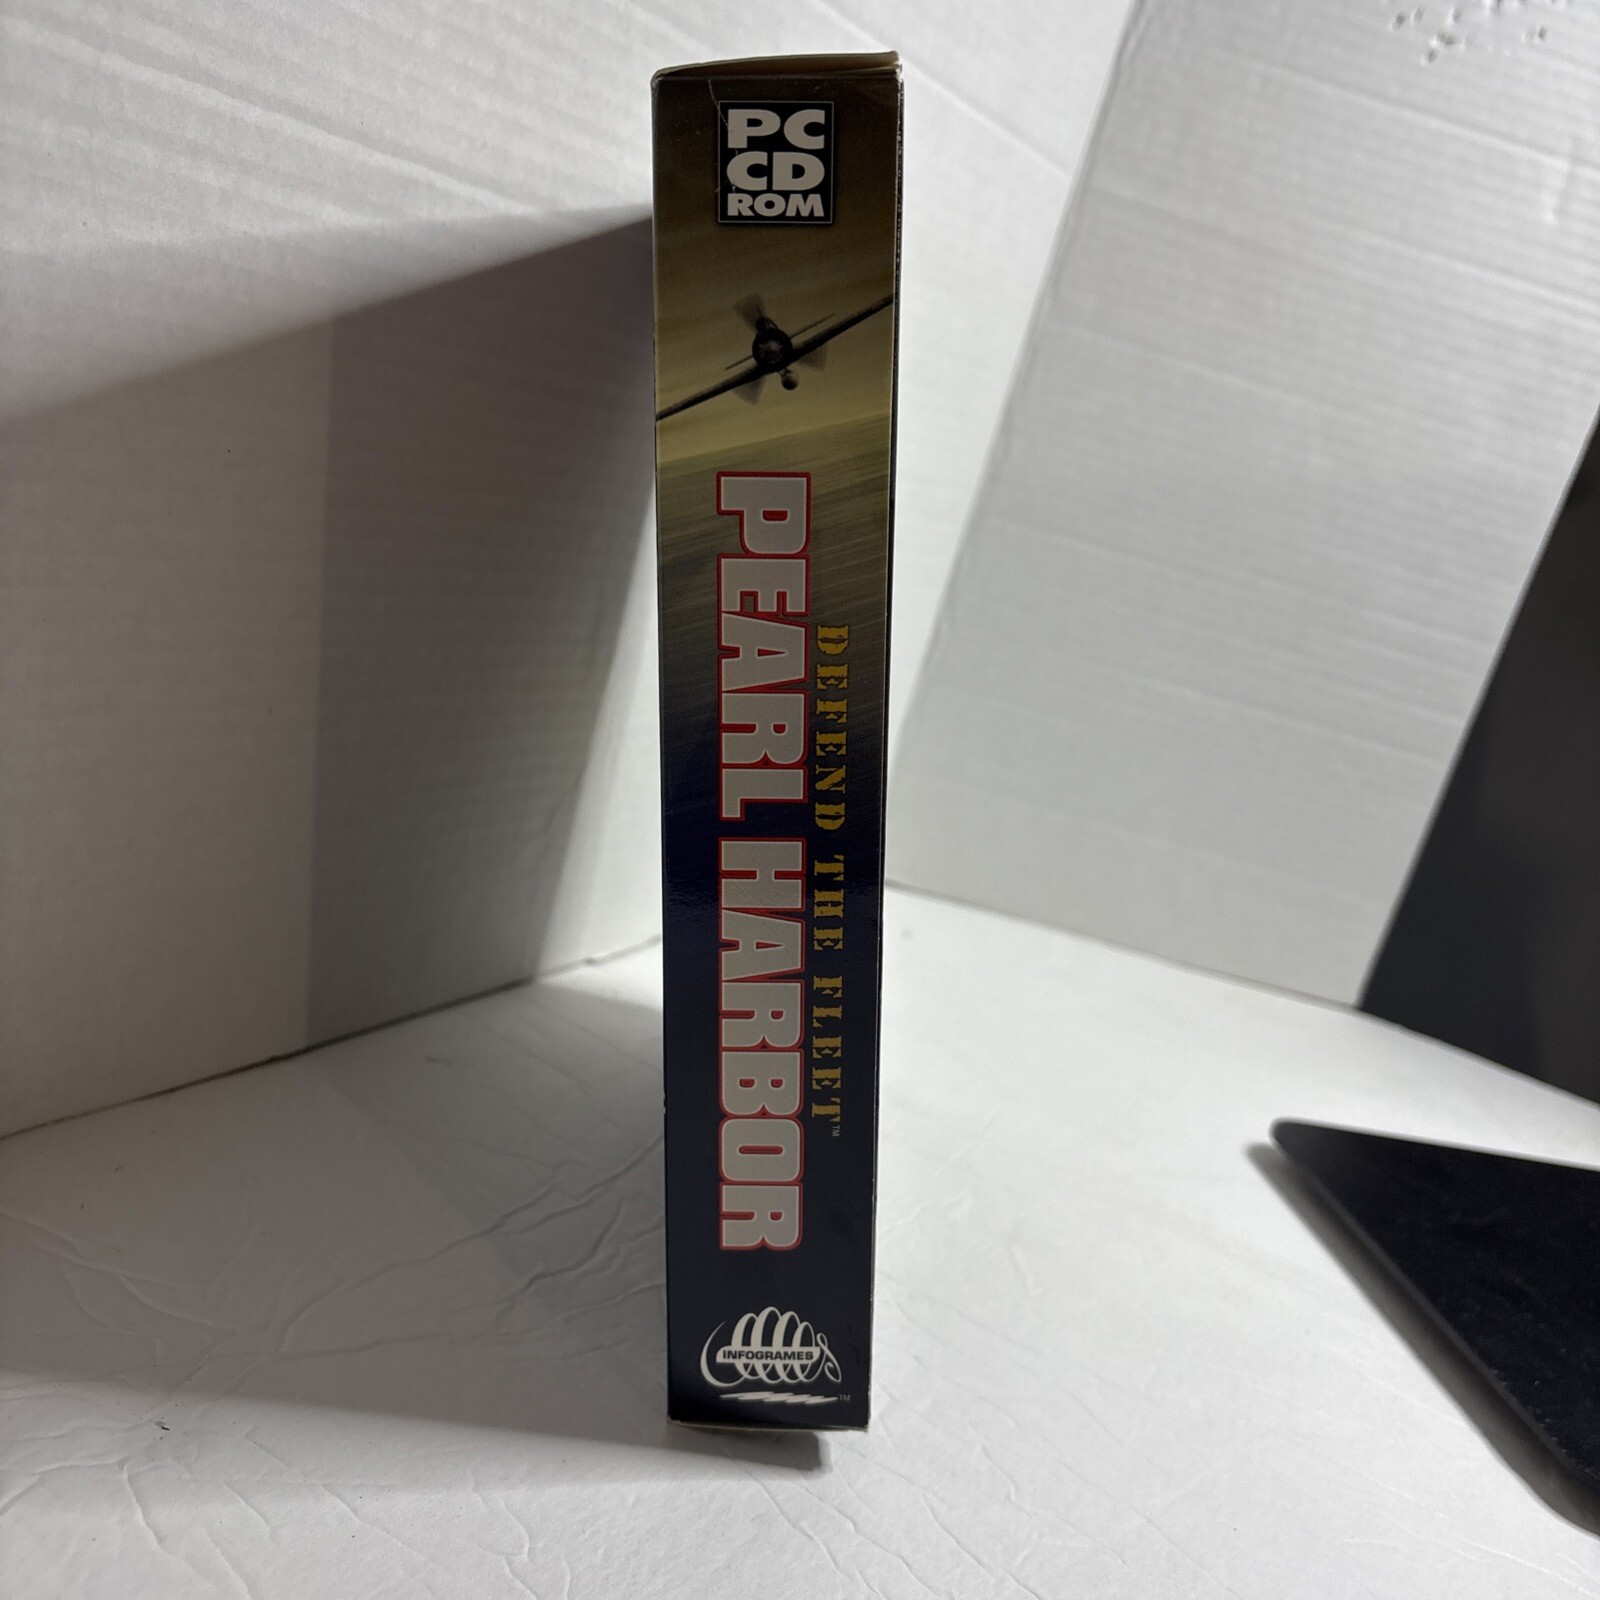 PC
CD
ROM
DEFEND THE FLEET™
PEARL HARBOR
INFOGRAMES
TM